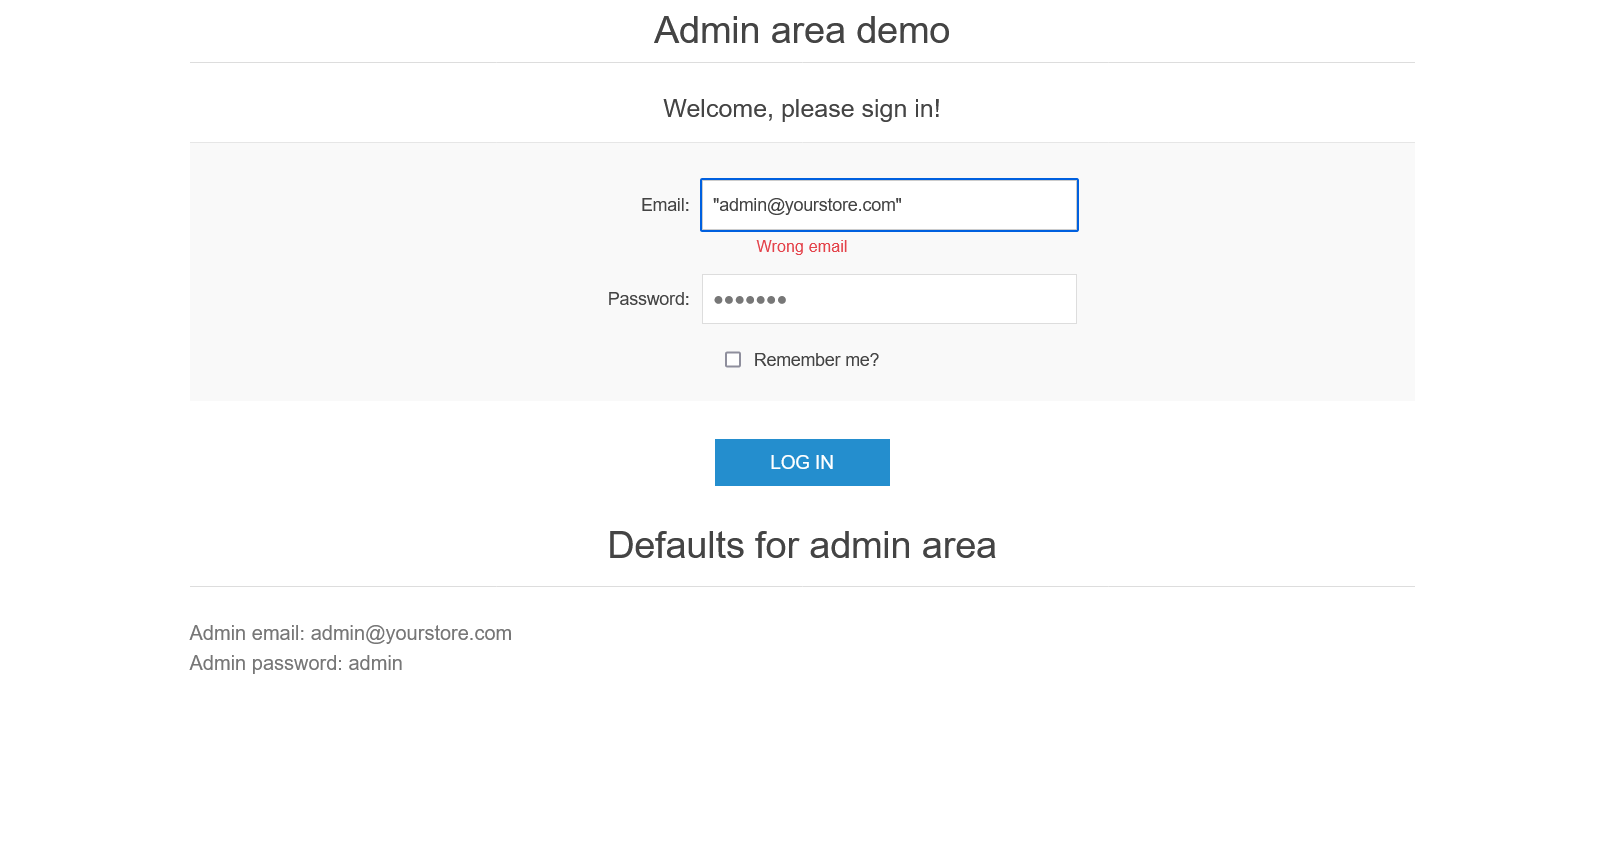 Admin area demo
Welcome, please sign in!
Email: "admin@yourstore.com"
Wrong email
Password: •••••••
Remember me?
LOG IN
Defaults for admin area
Admin email: admin@yourstore.com
Admin password: admin